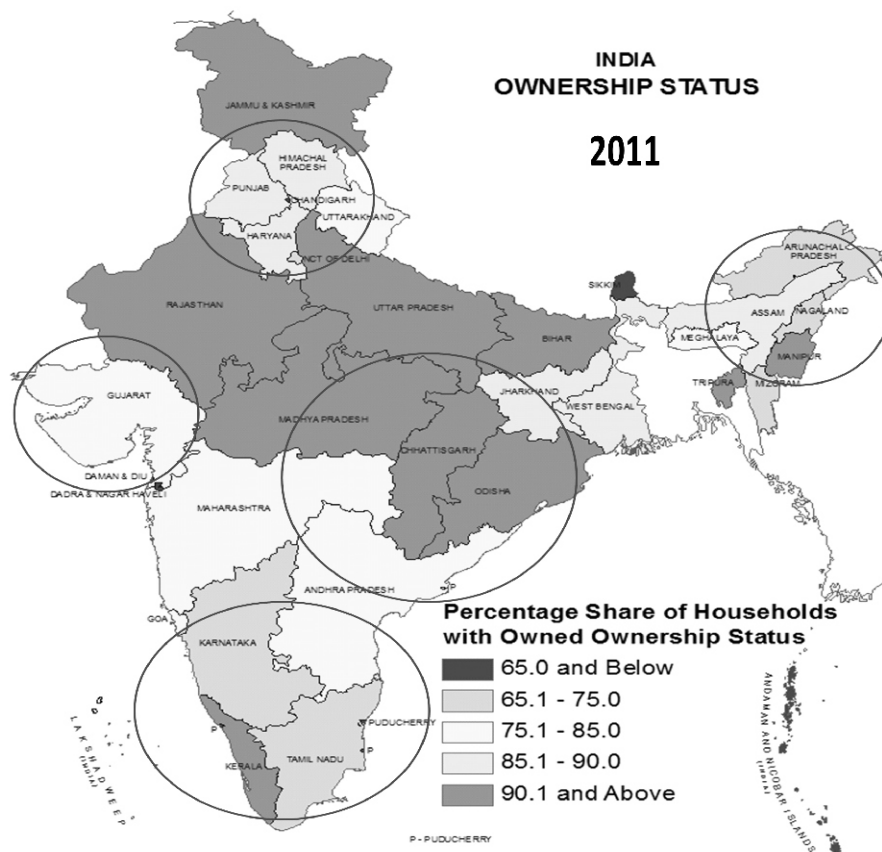 INDIA
OWNERSHIP STATUS
2011
JAMMU & KASHMIR
HIMACHAL
PRADESH
PUNJAB
CHANDIGARH
UTTARAKHAND
HARYANA
NCT OF DELHI
ARUNACHAL
PRADESH
RAJASTHAN
UTTAR PRADESH
SIKKIM
ASSAM
NAGALAND
BIHAR
MEGHALAYA
MANIPUR
TRIPURA
MIZORAM
GUJARAT
JHARKHAND
WEST BENGAL
MADHYA PRADESH
CHHATTISGARH
ODISHA
DAMAN & DIU
DADRA & NAGAR HAVELI
MAHARASHTRA
ANDHRA PRADESH
P
GOA
KARNATAKA
Percentage Share of Households
with Owned Ownership Status
65.0 and Below
65.1 - 75.0
75.1 - 85.0
85.1 - 90.0
90.1 and Above
P
PUDUCHERRY
P
KERALA
TAMIL NADU
LAKSHADWEEP
(INDIA)
ANDAMAN AND NICOBAR ISLANDS
(INDIA)
P - PUDUCHERRY